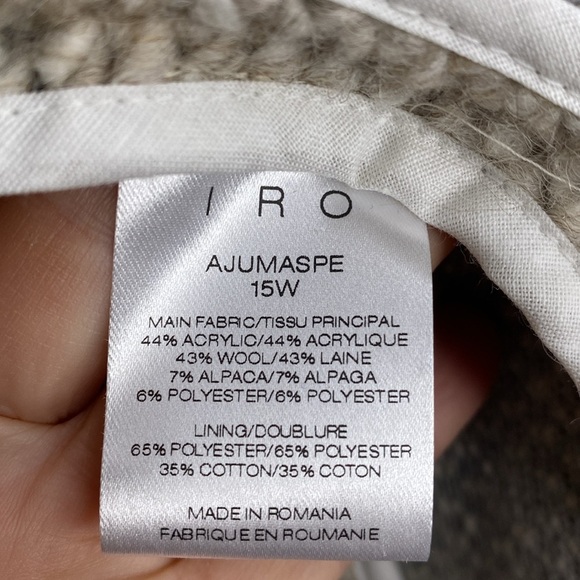 IRO
AJUMASPE
15W
MAIN FABRIC/TISSU PRINCIPAL
44% ACRYLIC/44% ACRYLIQUE
43% WOOL/43% LAINE
7% ALPACA/7% ALPAGA
6% POLYESTER/6% POLYESTER
LINING/DOUBLURE
65% POLYESTER/65% POLYESTER
35% COTTON/35% COTON
MADE IN ROMANIA
FABRIQUE EN ROUMANIE